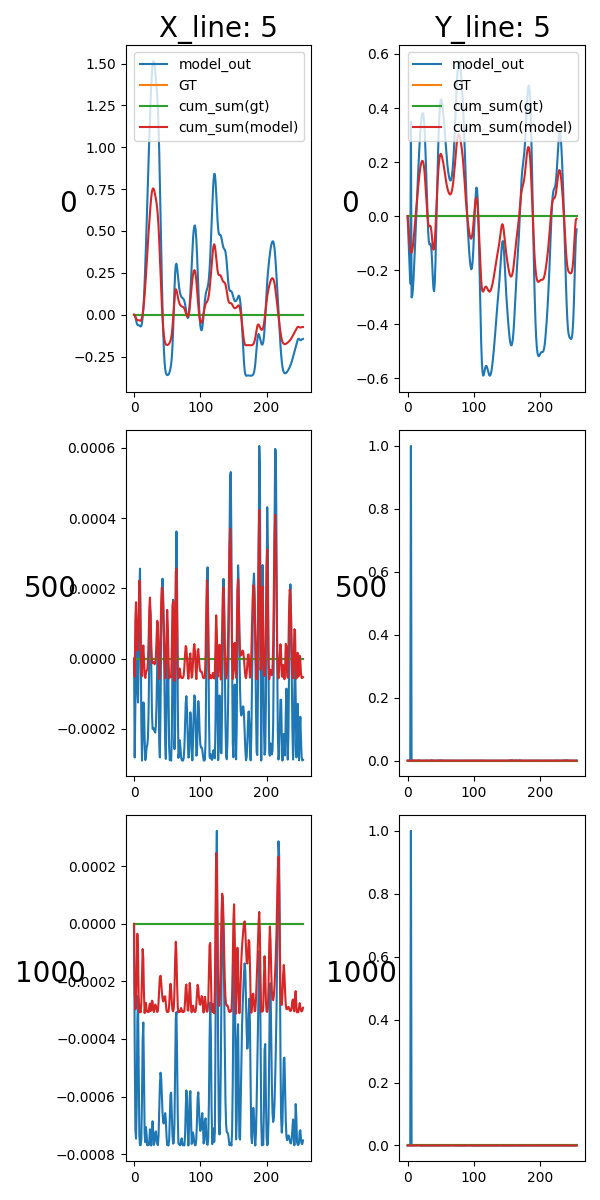 X_line: 5
Y_line: 5
0
1.50
1.25
1.00
0.75
0.50
0.25
0.00
−0.25
model_out
GT
cum_sum(gt)
cum_sum(model)
0 100 200
0
0.6
0.4
0.2
0.0
−0.2
−0.4
−0.6
model_out
GT
cum_sum(gt)
cum_sum(model)
0 100 200
500
0.0006
0.0004
0.0002
0.0000
−0.0002
0 100 200
500
1.0
0.8
0.6
0.4
0.2
0.0
0 100 200
1000
0.0002
0.0000
−0.0002
−0.0004
−0.0006
−0.0008
0 100 200
1000
1.0
0.8
0.6
0.4
0.2
0.0
0 100 200